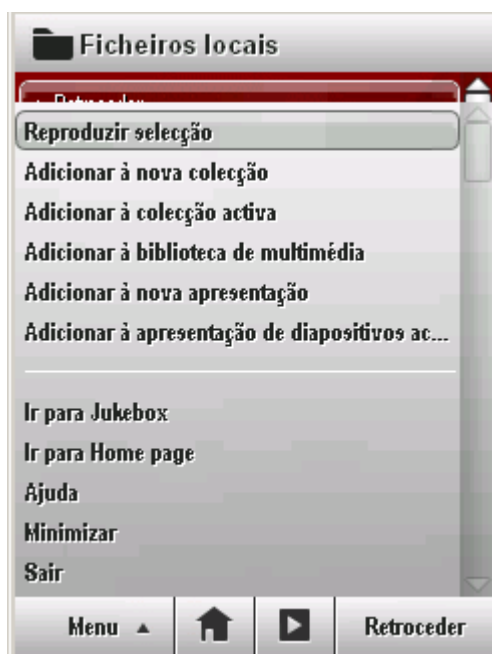 Ficheiros locais
Retroceder
Reproduzir selecção
Adicionar à nova colecção
Adicionar à colecção activa
Adicionar à biblioteca de multimédia
Adicionar à nova apresentação
Adicionar à apresentação de diapositivos ac...
Ir para Jukebox
Ir para Home page
Ajuda
Minimizar
Sair
Menu
Retroceder